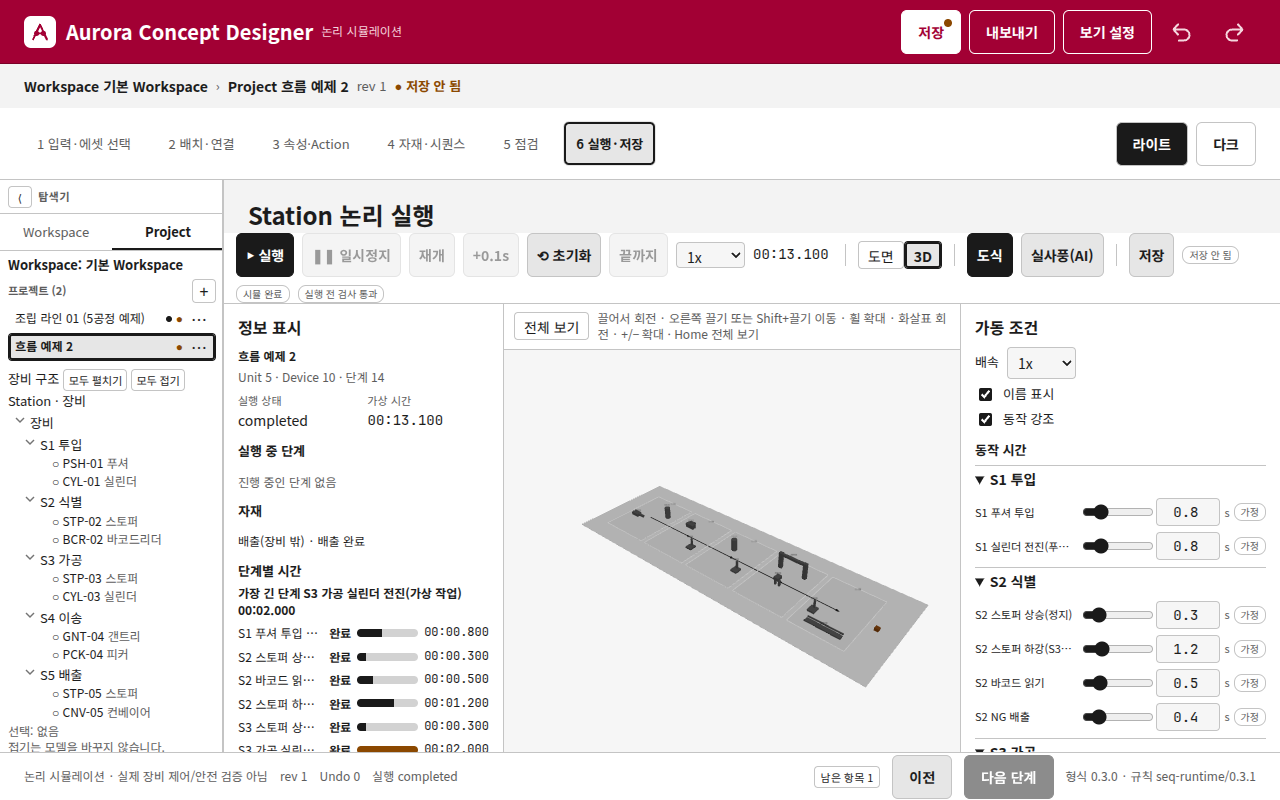 Aurora Concept Designer 논리 시뮬레이션
저장 내보내기 보기 설정
Workspace 기본 Workspace › Project 흐름 예제 2 rev 1 ● 저장 안 됨
1 입력·에셋 선택 2 배치·연결 3 속성·Action 4 자재·시퀀스 5 점검 6 실행·저장 라이트 다크
탐색기
Workspace Project
Workspace: 기본 Workspace
프로젝트 (2) +
조립 라인 01 (5공정 예제) ● ● ···
흐름 예제 2 ● ···
장비 구조 모두 펼치기 모두 접기
Station · 장비
장비
S1 투입
○ PSH-01 푸셔
○ CYL-01 실린더
S2 식별
○ STP-02 스토퍼
○ BCR-02 바코드리더
S3 가공
○ STP-03 스토퍼
○ CYL-03 실린더
S4 이송
○ GNT-04 갠트리
○ PCK-04 피커
S5 배출
○ STP-05 스토퍼
○ CNV-05 컨베이어
선택: 없음
접기는 모델을 바꾸지 않습니다.
Station 논리 실행
▸ 실행 ❚❚ 일시정지 재개 +0.1s ⟲ 초기화 끝까지 1x 00:13.100 도면 3D 도식 실사풍(AI) 저장 저장 안 됨
시뮬 완료 실행 전 검사 통과
정보 표시
흐름 예제 2
Unit 5 · Device 10 · 단계 14
실행 상태 가상 시간
completed 00:13.100
실행 중 단계
진행 중인 단계 없음
자재
배출(장비 밖) · 배출 완료
단계별 시간
가장 긴 단계 S3 가공 실린더 전진(가상 작업)
00:02.000
S1 푸셔 투입 ··· 완료 00:00.800
S2 스토퍼 상··· 완료 00:00.300
S2 바코드 읽··· 완료 00:00.500
S2 스토퍼 하··· 완료 00:01.200
S3 스토퍼 상··· 완료 00:00.300
S3 가공 실린··· 완료 00:02.000
전체 보기 끌어서 회전 · 오른쪽 끌기 또는 Shift+끌기 이동 · 휠 확대 · 화살표 회
전 · +/− 확대 · Home 전체 보기
가동 조건
배속 1x
이름 표시
동작 강조
동작 시간
▼ S1 투입
S1 푸셔 투입 0.8 s 가정
S1 실린더 전진(푸··· 0.8 s 가정
▼ S2 식별
S2 스토퍼 상승(정지) 0.3 s 가정
S2 스토퍼 하강(S3··· 1.2 s 가정
S2 바코드 읽기 0.5 s 가정
S2 NG 배출 0.4 s 가정
▼ S3 가공
논리 시뮬레이션 · 실제 장비 제어/안전 검증 아님 rev 1 Undo 0 실행 completed 남은 항목 1 이전 다음 단계 형식 0.3.0 · 규칙 seq-runtime/0.3.1